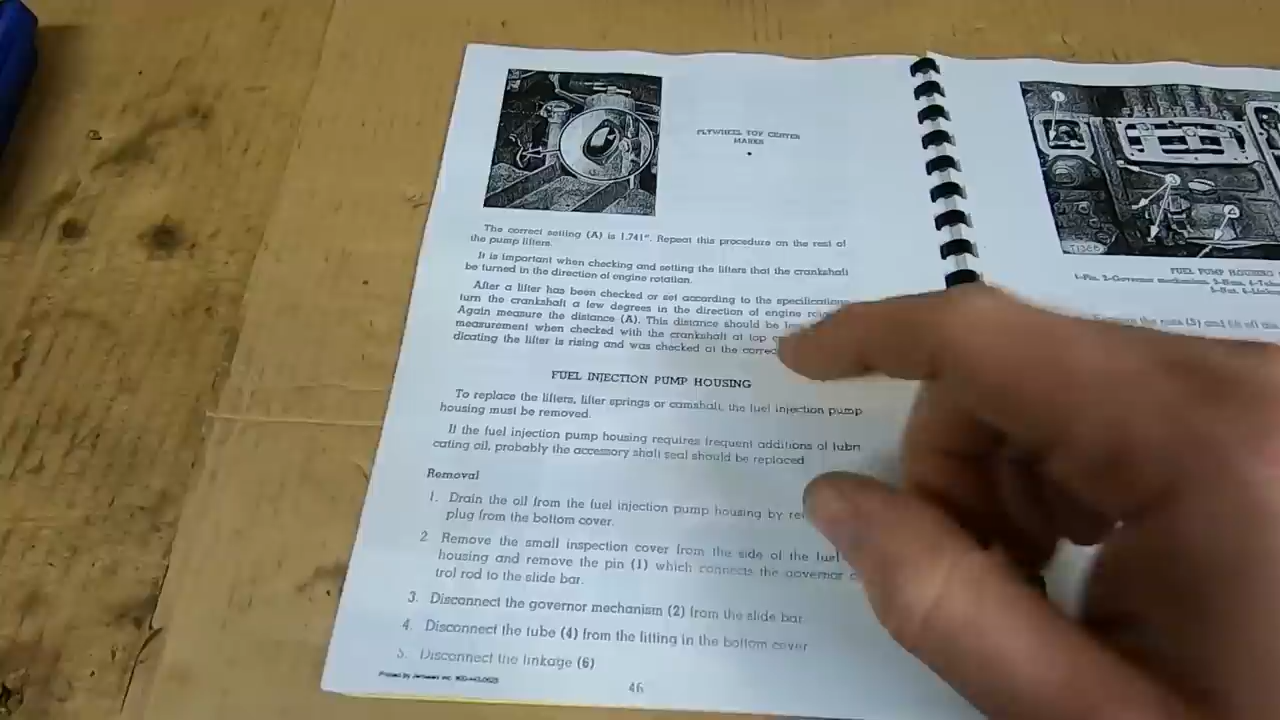 FLYWHEEL TOP CENTER
MARKS
The correct setting (A) is 1.741". Repeat this procedure on the rest of
the pump lifters.
It is important when checking and setting the lifters that the crankshaft
be turned in the direction of engine rotation.
After a lifter has been checked or set according to the specifications
turn the crankshaft a few degrees in the direction of engine
Again measure the distance (A). This distance should be
measurement when checked with the crankshaft at top
dicating the lifter is rising and was checked at the
FUEL INJECTION PUMP HOUSING
To replace the lifters, lifter springs or camshaft, the fuel injection pump
housing must be removed.
If the fuel injection pump housing requires frequent additions of lubri
cating oil, probably the accessory shaft seal should be replaced
Removal
1. Drain the oil from the fuel injection pump housing by
plug from the bottom cover.
2 Remove the small inspection cover from the side of the fuel
housing and remove the pin (1) which connects the governor
trol rod to the slide bar.
3. Disconnect the governor mechanism (2) from the slide bar
4. Disconnect the tube (4) from the fitting in the bottom cover
5. Disconnect the linkage (6)
46
T1366
FUEL PUMP HOUSING
1-Pin. 2-Governor mechanism.